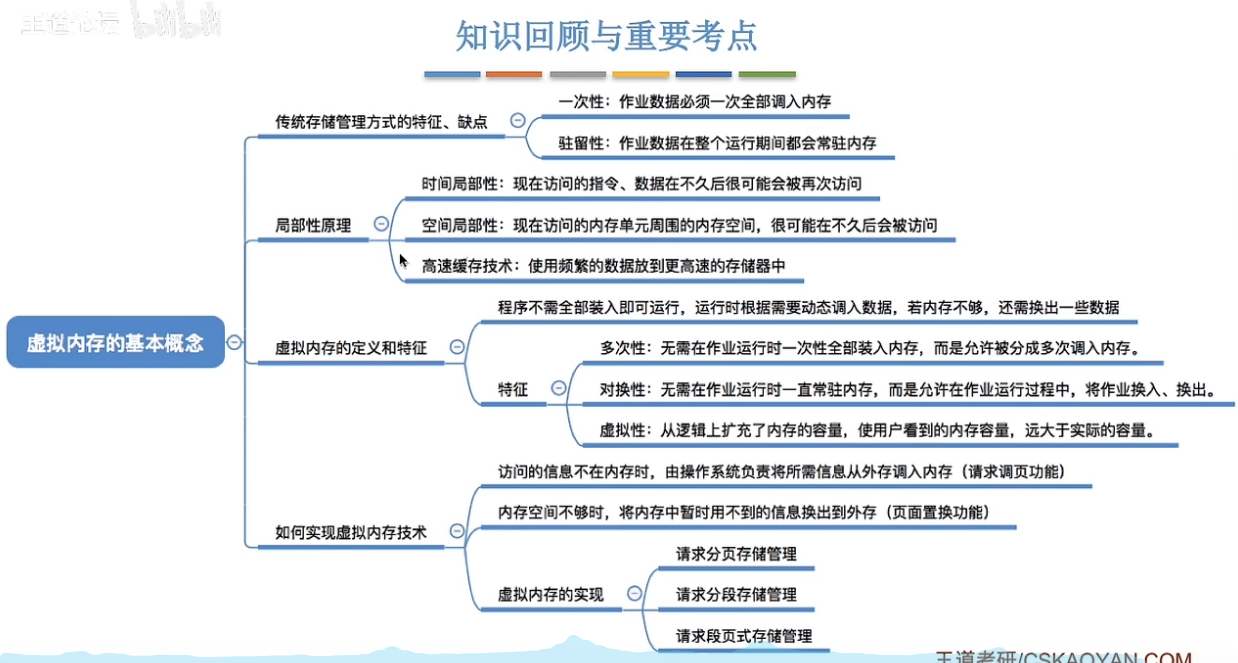 王道论坛 bilibili
知识回顾与重要考点
虚拟内存的基本概念
传统存储管理方式的特征、缺点
一次性：作业数据必须一次全部调入内存
驻留性：作业数据在整个运行期间都会常驻内存
局部性原理
时间局部性：现在访问的指令、数据在不久后很可能会被再次访问
空间局部性：现在访问的内存单元周围的内存空间，很可能在不久后会被访问
高速缓存技术：使用频繁的数据放到更高速的存储器中
虚拟内存的定义和特征
程序不需全部装入即可运行，运行时根据需要动态调入数据，若内存不够，还需换出一些数据
特征
多次性：无需在作业运行时一次性全部装入内存，而是允许被分成多次调入内存。
对换性：无需在作业运行时一直常驻内存，而是允许在作业运行过程中，将作业换入、换出。
虚拟性：从逻辑上扩充了内存的容量，使用户看到的内存容量，远大于实际的容量。
如何实现虚拟内存技术
访问的信息不在内存时，由操作系统负责将所需信息从外存调入内存（请求调页功能）
内存空间不够时，将内存中暂时用不到的信息换出到外存（页面置换功能）
虚拟内存的实现
请求分页存储管理
请求分段存储管理
请求段页式存储管理
王道考研/CSKAOYAN.COM